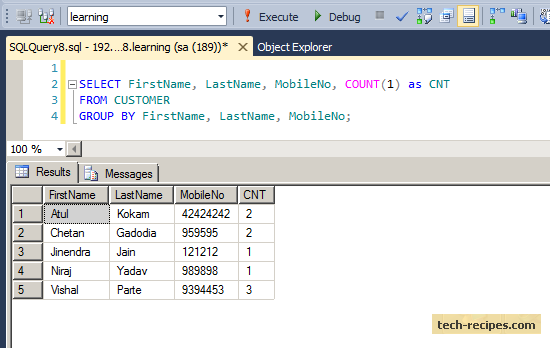 learning Execute Debug
SQLQuery8.sql - 192....8.learning (sa (189))* Object Explorer
1
2 SELECT FirstName, LastName, MobileNo, COUNT(1) as CNT
3 FROM CUSTOMER
4 GROUP BY FirstName, LastName, MobileNo;
100 %
Results Messages
FirstName LastName MobileNo CNT
1 Atul Kokam 42424242 2
2 Chetan Gadodia 959595 2
3 Jinendra Jain 121212 1
4 Niraj Yadav 989898 1
5 Vishal Parte 9394453 3
tech-recipes.com